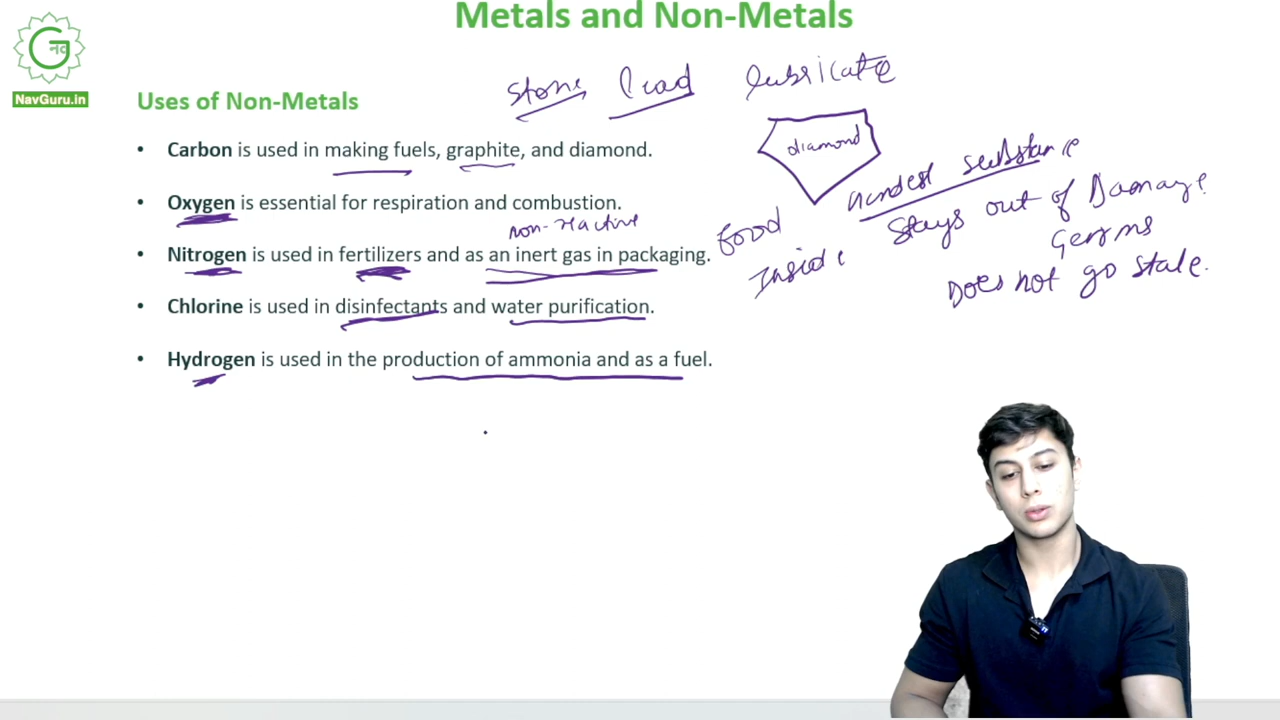 Metals and Non-Metals
G नव
NavGuru.in
stone lead lubricate
Uses of Non-Metals
diamond
• Carbon is used in making fuels, graphite, and diamond.
Hardest substance
• Oxygen is essential for respiration and combustion.
Stays out of Damage
non-reactive
Food
Germs
• Nitrogen is used in fertilizers and as an inert gas in packaging.
Inside
Does not go stale.
• Chlorine is used in disinfectants and water purification.
• Hydrogen is used in the production of ammonia and as a fuel.